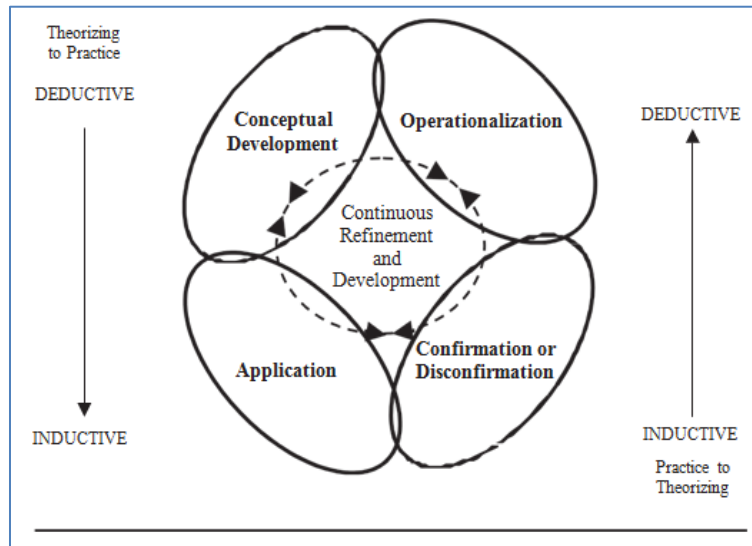 Theorizing
to Practice
DEDUCTIVE
INDUCTIVE
Conceptual
Development
Operationalization
Continuous
Refinement
and
Development
Application
Confirmation or
Disconfirmation
DEDUCTIVE
INDUCTIVE
Practice to
Theorizing